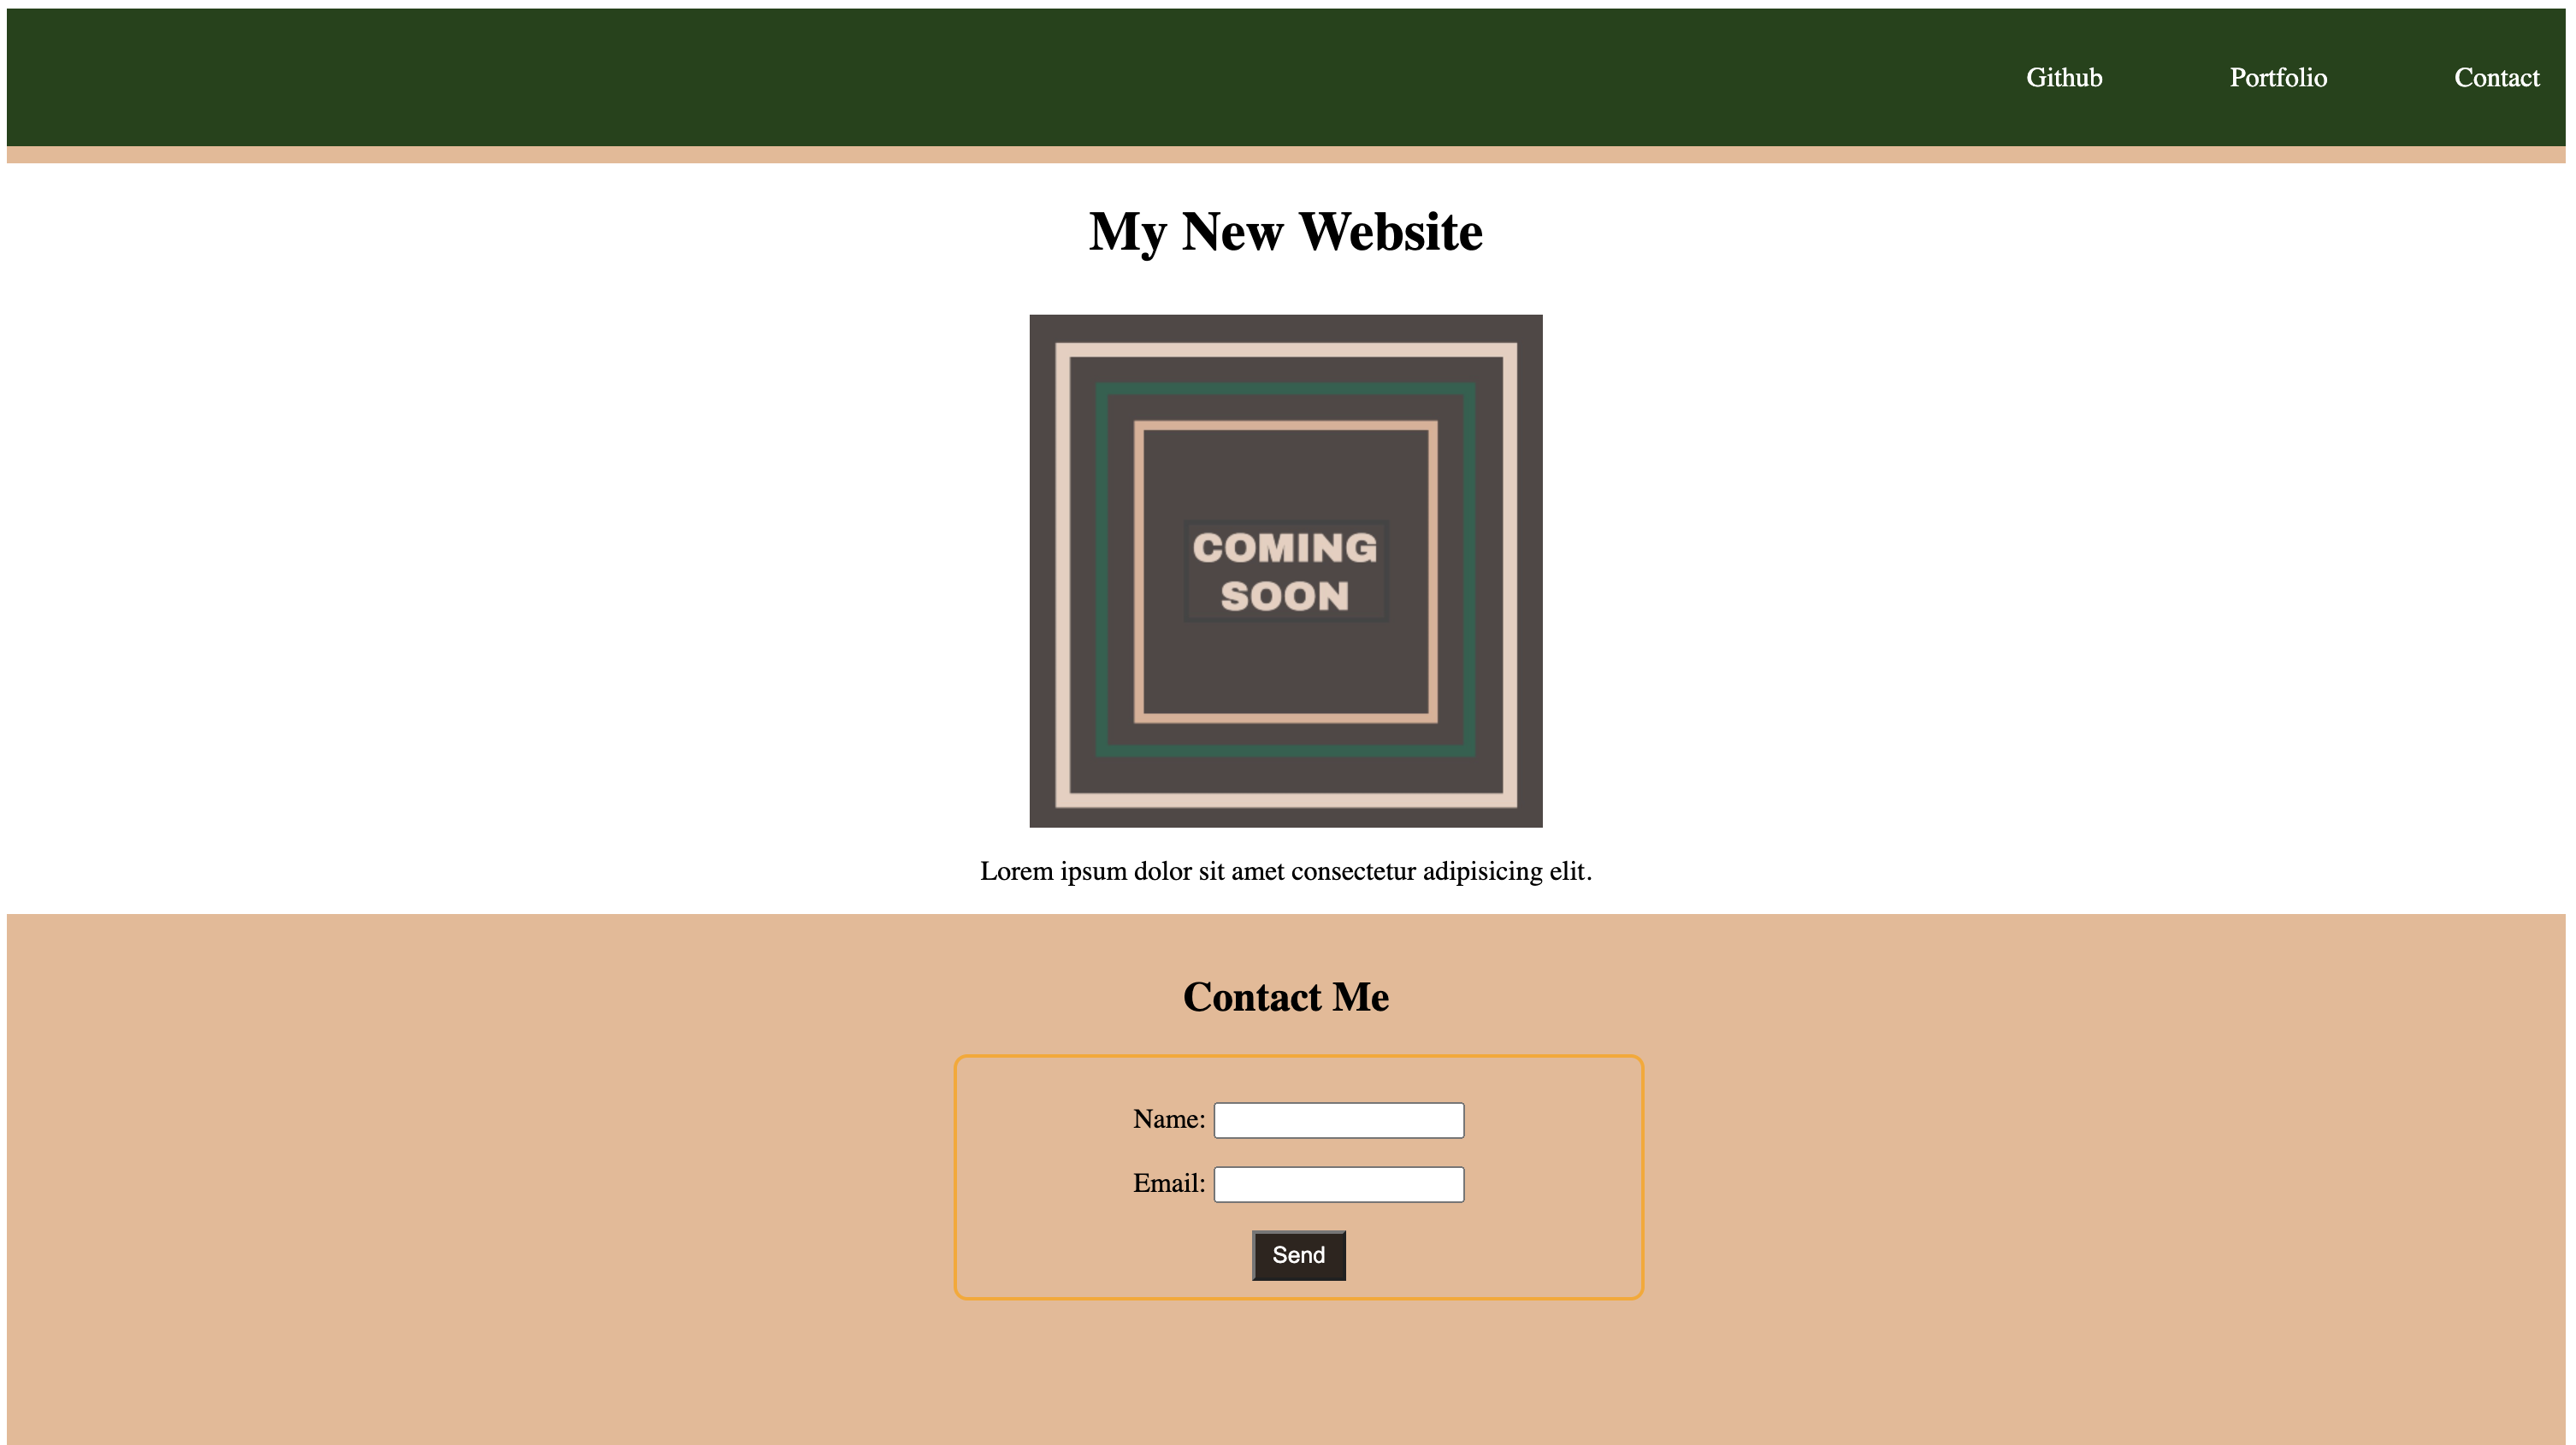 Github Portfolio Contact
My New Website
COMING
SOON
Lorem ipsum dolor sit amet consectetur adipisicing elit.
Contact Me
Name:
Email:
Send